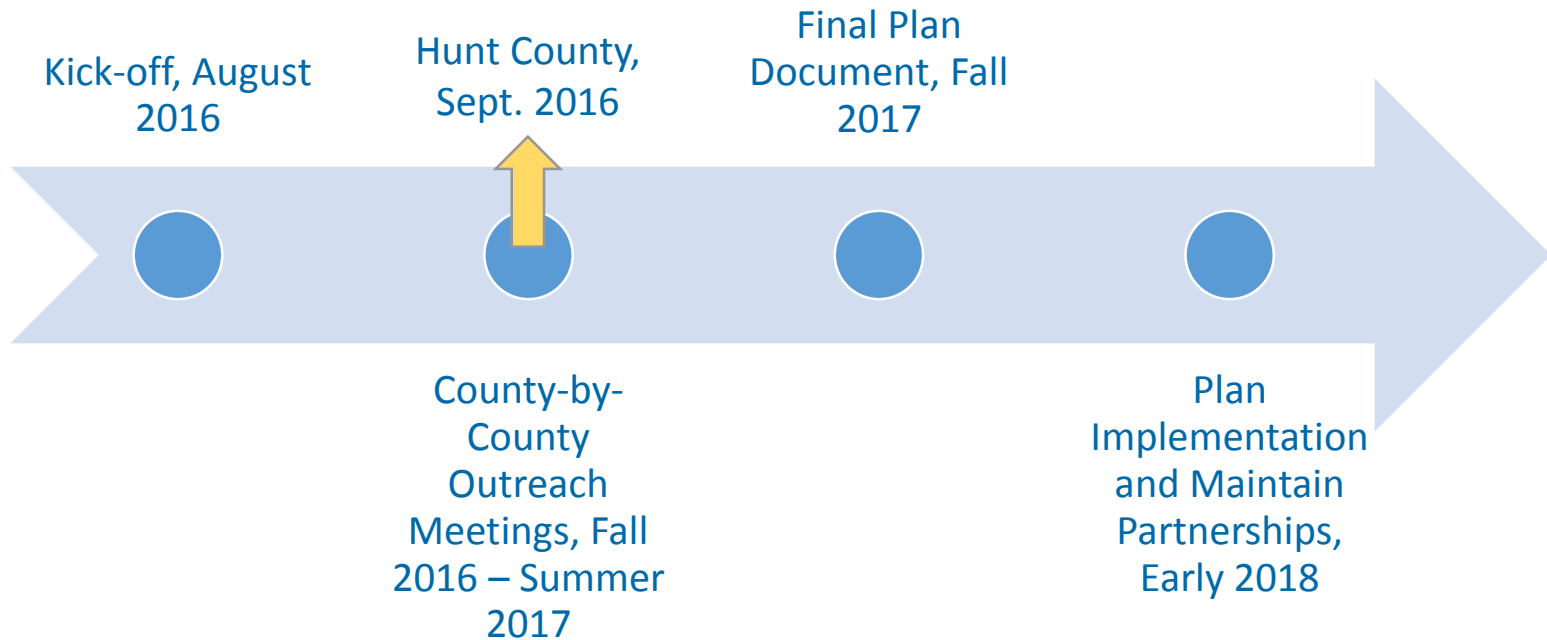 Kick-off, August
2016
Hunt County,
Sept. 2016
Final Plan
Document, Fall
2017
County-by-
County
Outreach
Meetings, Fall
2016 – Summer
2017
Plan
Implementation
and Maintain
Partnerships,
Early 2018